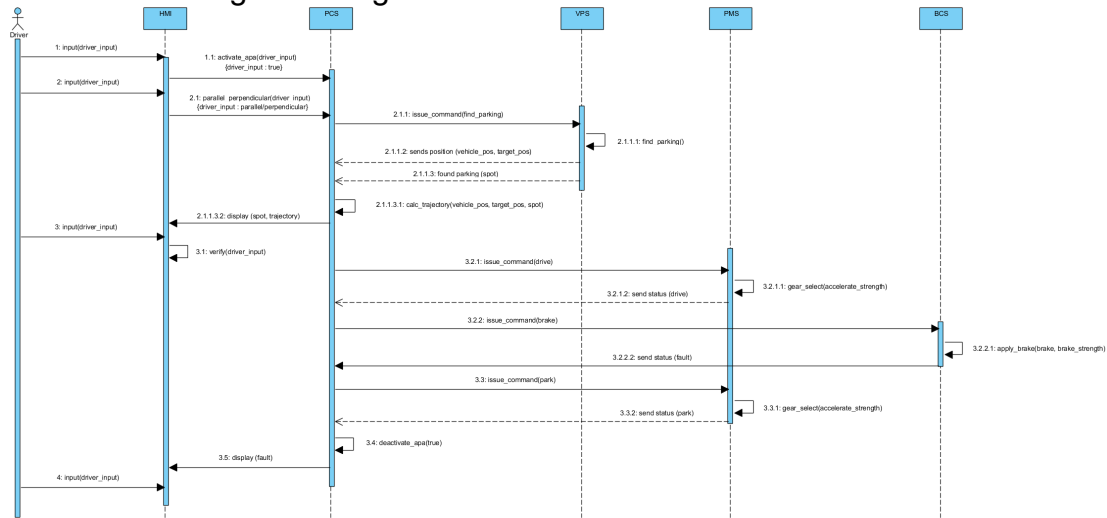 HMI
PCS
VPS
PMS
BCS
Driver
1: input(driver_input)
1.1: activate_apa(driver_input)
{driver_input : true}
2: input(driver_input)
2.1: parallel_perpendicular(driver_input)
{driver_input : parallel/perpendicular}
2.1.1: issue_command(find_parking)
2.1.1.1: find_parking()
2.1.1.2: sends position (vehicle_pos, target_pos)
2.1.1.3: found parking (spot)
2.1.1.3.1: calc_trajectory(vehicle_pos, target_pos, spot)
2.1.1.3.2: display (spot, trajectory)
3: input(driver_input)
3.1: verify(driver_input)
3.2.1: issue_command(drive)
3.2.1.1: gear_select(accelerate_strength)
3.2.1.2: send status (drive)
3.2.2: issue_command(brake)
3.2.2.1: apply_brake(brake, brake_strength)
3.2.2.2: send status (fault)
3.3: issue_command(park)
3.3.1: gear_select(accelerate_strength)
3.3.2: send status (park)
3.4: deactivate_apa(true)
3.5: display (fault)
4: input(driver_input)